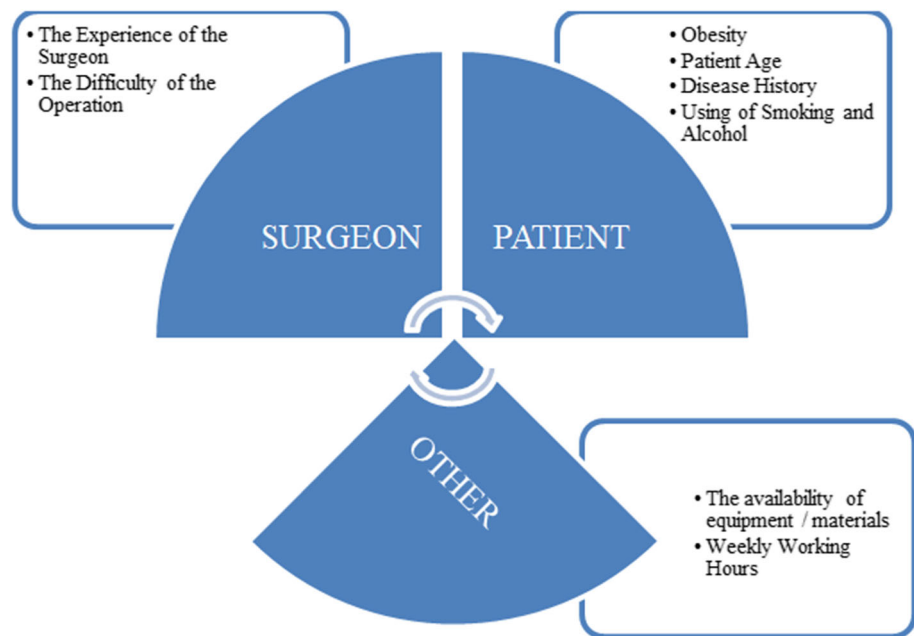 • The Experience of the
Surgeon
• The Difficulty of the
Operation
• Obesity
• Patient Age
• Disease History
• Using of Smoking and
Alcohol
SURGEON
PATIENT
OTHER
• The availability of
equipment / materials
• Weekly Working
Hours